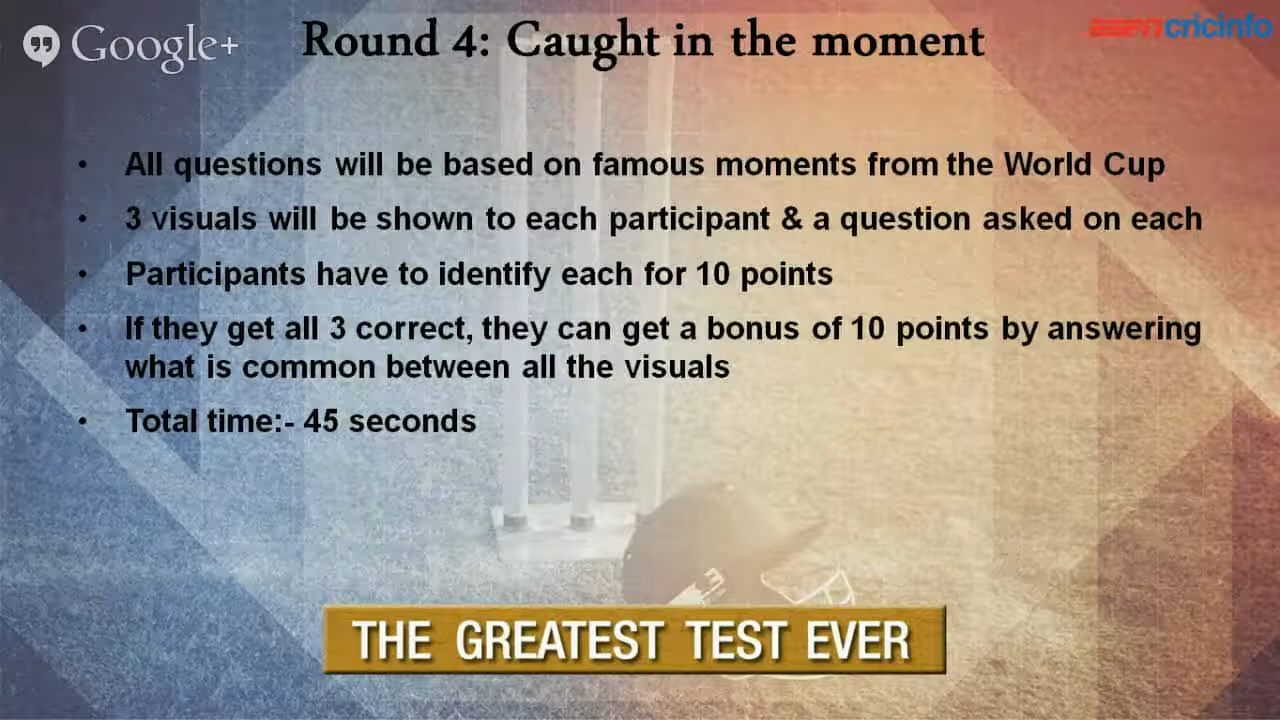 Google+
Round 4: Caught in the moment
ESPNcricinfo
• All questions will be based on famous moments from the World Cup
• 3 visuals will be shown to each participant & a question asked on each
• Participants have to identify each for 10 points
• If they get all 3 correct, they can get a bonus of 10 points by answering
what is common between all the visuals
• Total time:- 45 seconds
THE GREATEST TEST EVER